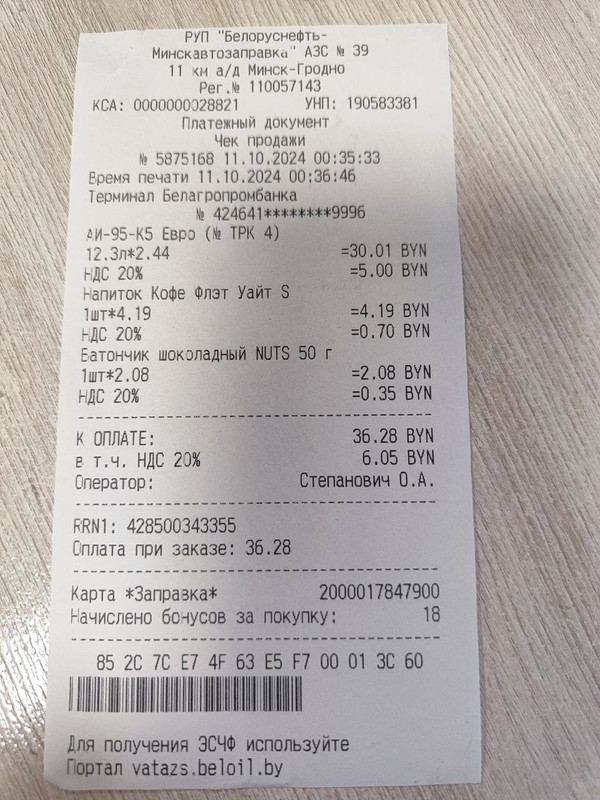 РУП "Белоруснефть-
Минскавтозаправка" АЗС № 39
11 км а/д Минск-Гродно
Рег.№ 110057143
КСА: 0000000028821 УНП: 190583381
Платежный документ
Чек продажи
№ 5875168 11.10.2024 00:35:33
Время печати 11.10.2024 00:36:46
Терминал Белагропромбанка
№ 424641********9996
АИ-95-К5 Евро (№ ТРК 4)
12.3л*2.44 =30.01 BYN
НДС 20% =5.00 BYN
Напиток Кофе Флэт Уайт S
1шт*4.19 =4.19 BYN
НДС 20% =0.70 BYN
Батончик шоколадный NUTS 50 г
1шт*2.08 =2.08 BYN
НДС 20% =0.35 BYN
К ОПЛАТЕ: 36.28 BYN
в т.ч. НДС 20% 6.05 BYN
Оператор: Степанович О.А.
RRN1: 428500343355
Оплата при заказе: 36.28
Карта *Заправка* 2000017847900
Начислено бонусов за покупку: 18
85 2C 7C E7 4F 63 E5 F7 00 01 3C 60
Для получения ЭСЧФ используйте
Портал vatazs.beloil.by